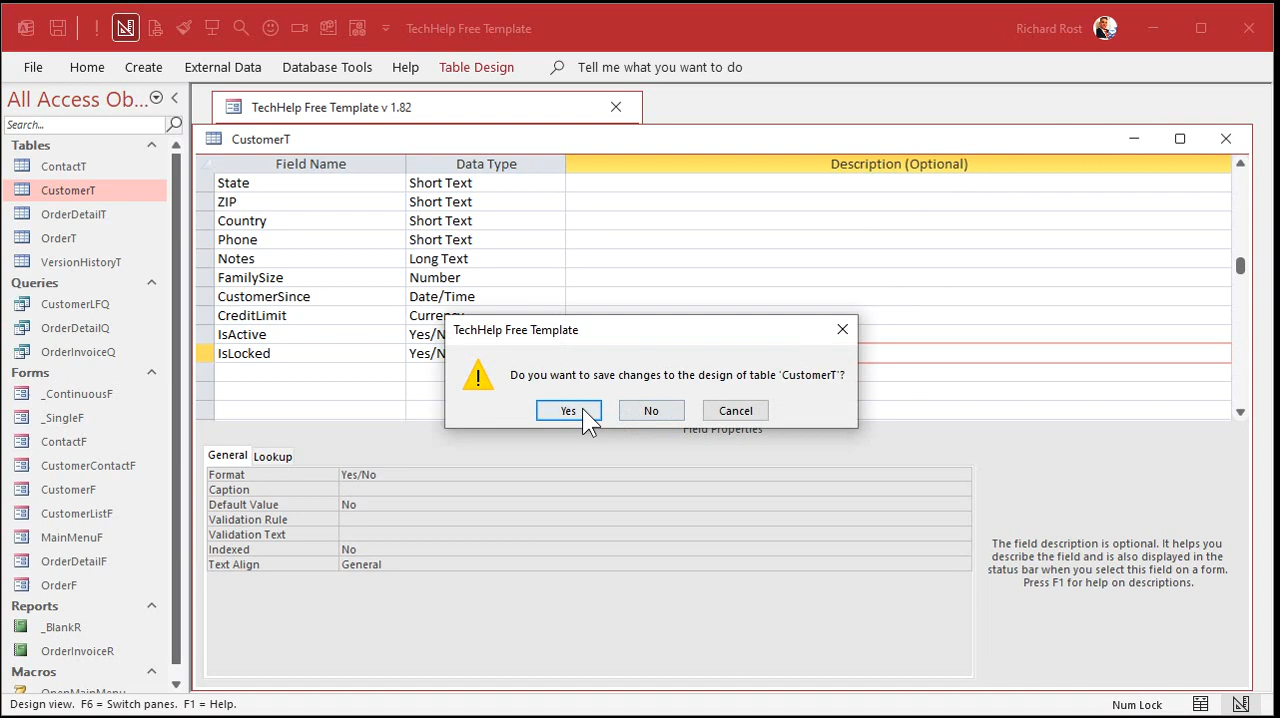 TechHelp Free Template
Richard Rost
File Home Create External Data Database Tools Help Table Design Tell me what you want to do
All Access Ob...
Search...
Tables
ContactT
CustomerT
OrderDetailT
OrderT
VersionHistoryT
Queries
CustomerLFQ
OrderDetailQ
OrderInvoiceQ
Forms
_ContinuousF
_SingleF
ContactF
CustomerContactF
CustomerF
CustomerListF
MainMenuF
OrderDetailF
OrderF
Reports
_BlankR
OrderInvoiceR
Macros
OpenMainMenu
TechHelp Free Template v 1.82
CustomerT
Field Name Data Type Description (Optional)
State Short Text
ZIP Short Text
Country Short Text
Phone Short Text
Notes Long Text
FamilySize Number
CustomerSince Date/Time
CreditLimit Currency
IsActive Yes/N
IsLocked Yes/N
TechHelp Free Template
Do you want to save changes to the design of table 'CustomerT'?
Yes No Cancel
Field Properties
General Lookup
Format Yes/No
Caption
Default Value No
Validation Rule
Validation Text
Indexed No
Text Align General
The field description is optional. It helps you
describe the field and is also displayed in the
status bar when you select this field on a form.
Press F1 for help on descriptions.
Design view. F6 = Switch panes. F1 = Help.
Num Lock